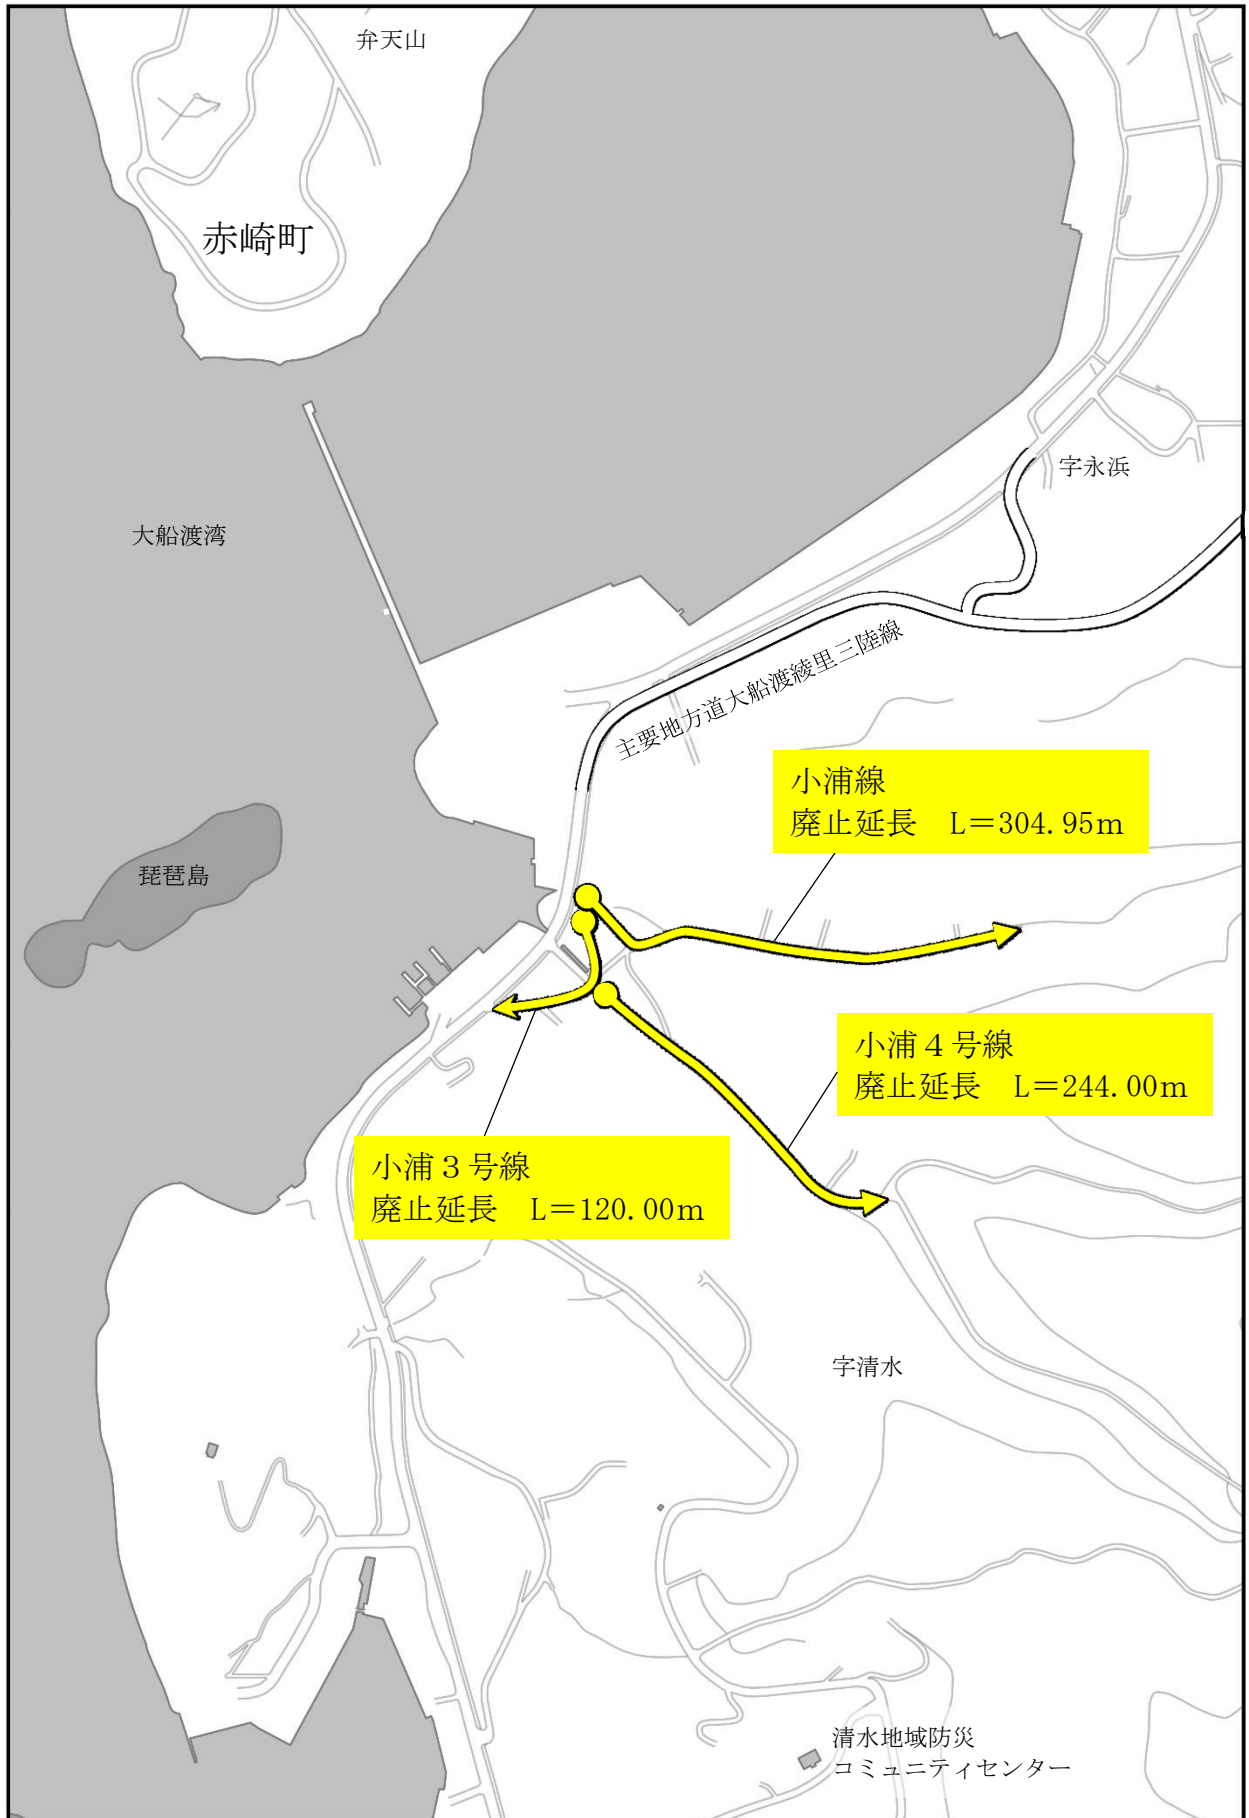 弁天山
赤崎町
字永浜
大船渡湾
主要地方道大船渡綾里三陸線
小浦線
廃止延長　L＝304.95m
琵琶島
小浦４号線
廃止延長　L＝244.00m
小浦３号線
廃止延長　L＝120.00m
字清水
清水地域防災
コミュニティセンター